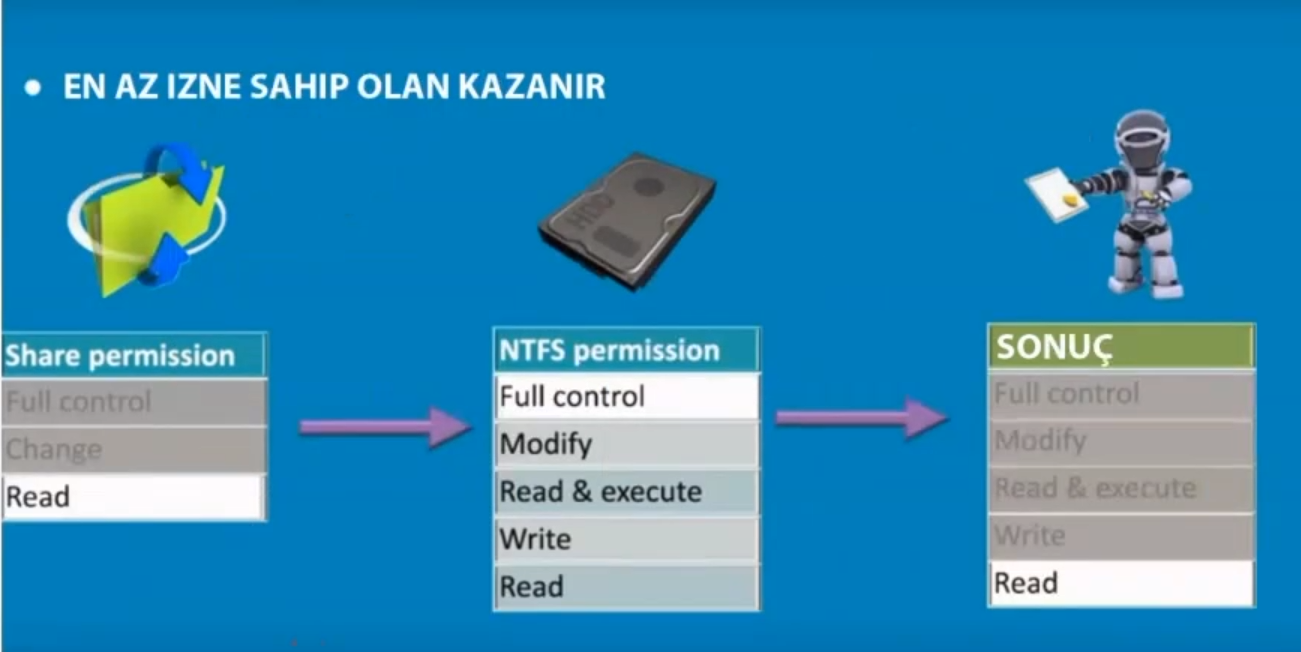 • EN AZ IZNE SAHIP OLAN KAZANIR
HDD
Share permission
Full control
Change
Read
NTFS permission
Full control
Modify
Read & execute
Write
Read
SONUÇ
Full control
Modify
Read & execute
Write
Read